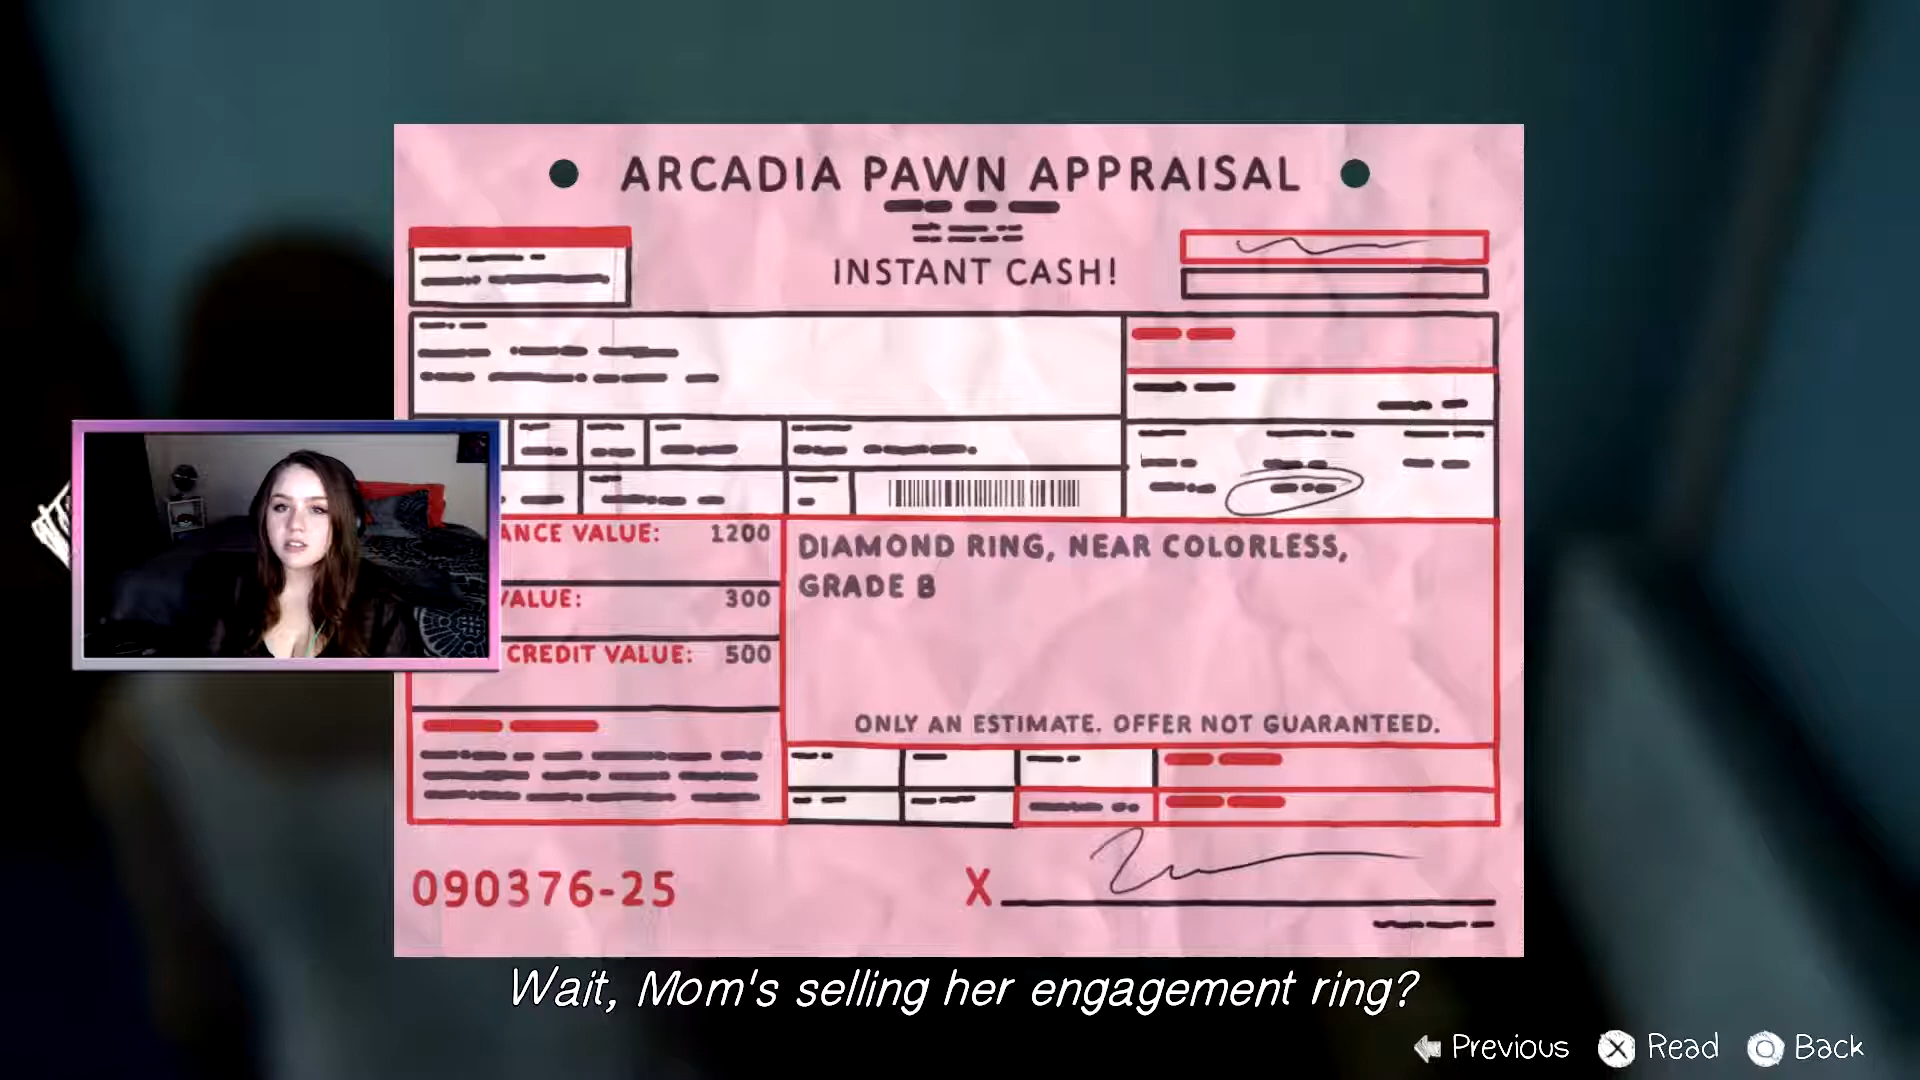 ARCADIA PAWN APPRAISAL
INSTANT CASH!
ANCE VALUE: 1200
VALUE: 300
CREDIT VALUE: 500
DIAMOND RING, NEAR COLORLESS,
GRADE B
ONLY AN ESTIMATE. OFFER NOT GUARANTEED.
090376-25
X
Wait, Mom's selling her engagement ring?
Previous
Read
Back